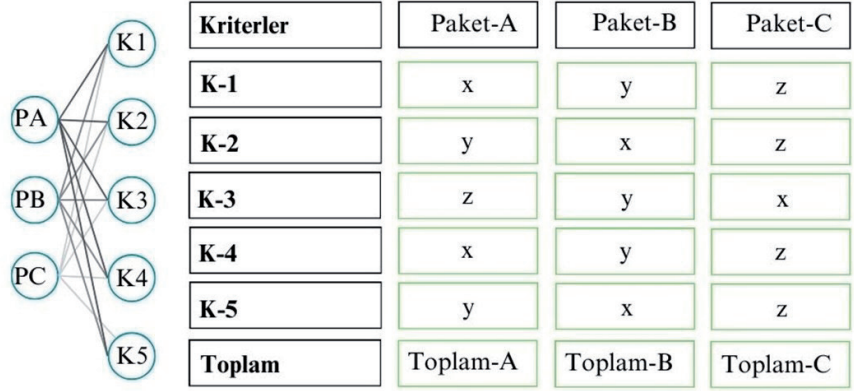 K1
K2
K3
K4
K5
PA
PB
PC
Kriterler Paket-A Paket-B Paket-C
K-1 x y z
K-2 y x z
K-3 z y x
K-4 x y z
K-5 y x z
Toplam Toplam-A Toplam-B Toplam-C